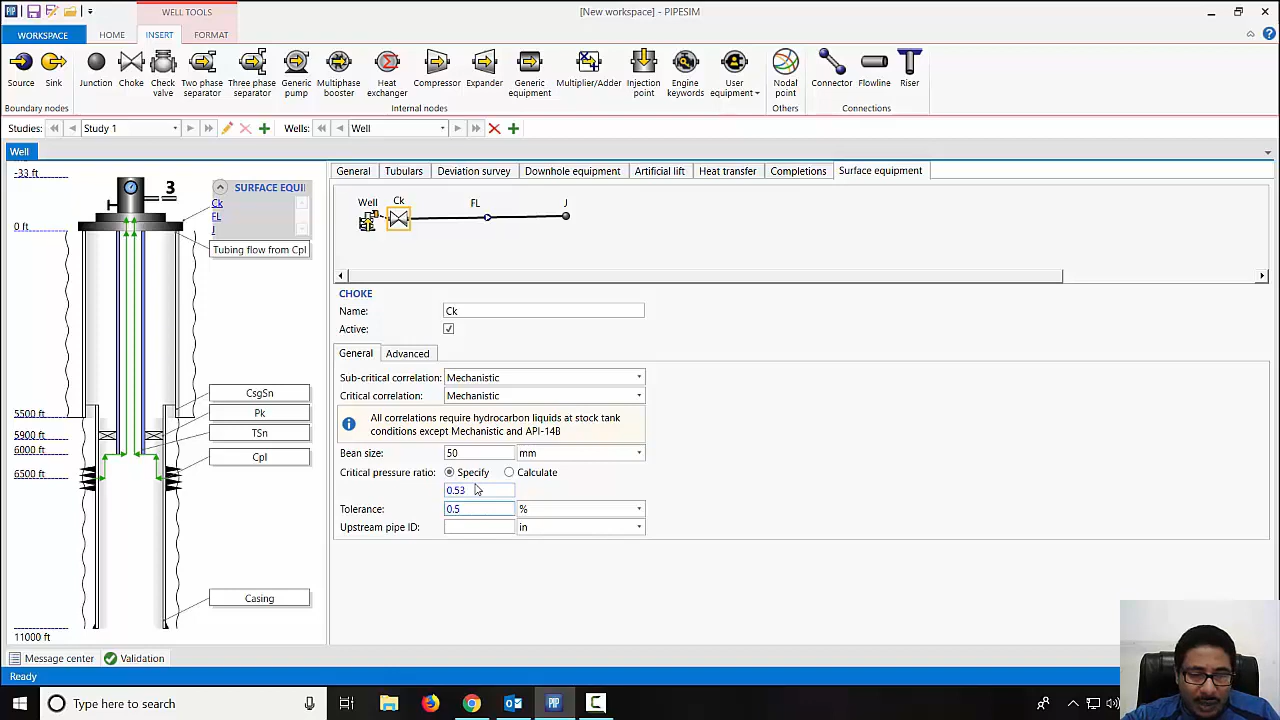 PIP
WELL TOOLS
[New workspace] - PIPESIM
WORKSPACE HOME INSERT FORMAT
Source Sink Junction Choke Check valve Two phase separator Three phase separator Generic pump Multiphase booster Heat exchanger Compressor Expander Generic equipment Multiplier/Adder Injection point Engine keywords User equipment Nodal point Connector Flowline Riser
Boundary nodes Internal nodes Others Connections
Studies: Study 1 Wells: Well
Well
General Tubulars Deviation survey Downhole equipment Artificial lift Heat transfer Completions Surface equipment
-33 ft
3
SURFACE EQUI
Ck
FL
J
0 ft
Tubing flow from Cpl
CsgSn
5500 ft
Pk
5900 ft
TSn
6000 ft
Cpl
6500 ft
Casing
11000 ft
Well Ck FL J
CHOKE
Name: Ck
Active:
General Advanced
Sub-critical correlation: Mechanistic
Critical correlation: Mechanistic
All correlations require hydrocarbon liquids at stock tank
conditions except Mechanistic and API-14B
Bean size: 50 mm
Critical pressure ratio: Specify Calculate
0.53
Tolerance: 0.5 %
Upstream pipe ID: in
Message center Validation
Ready
Type here to search
PIP